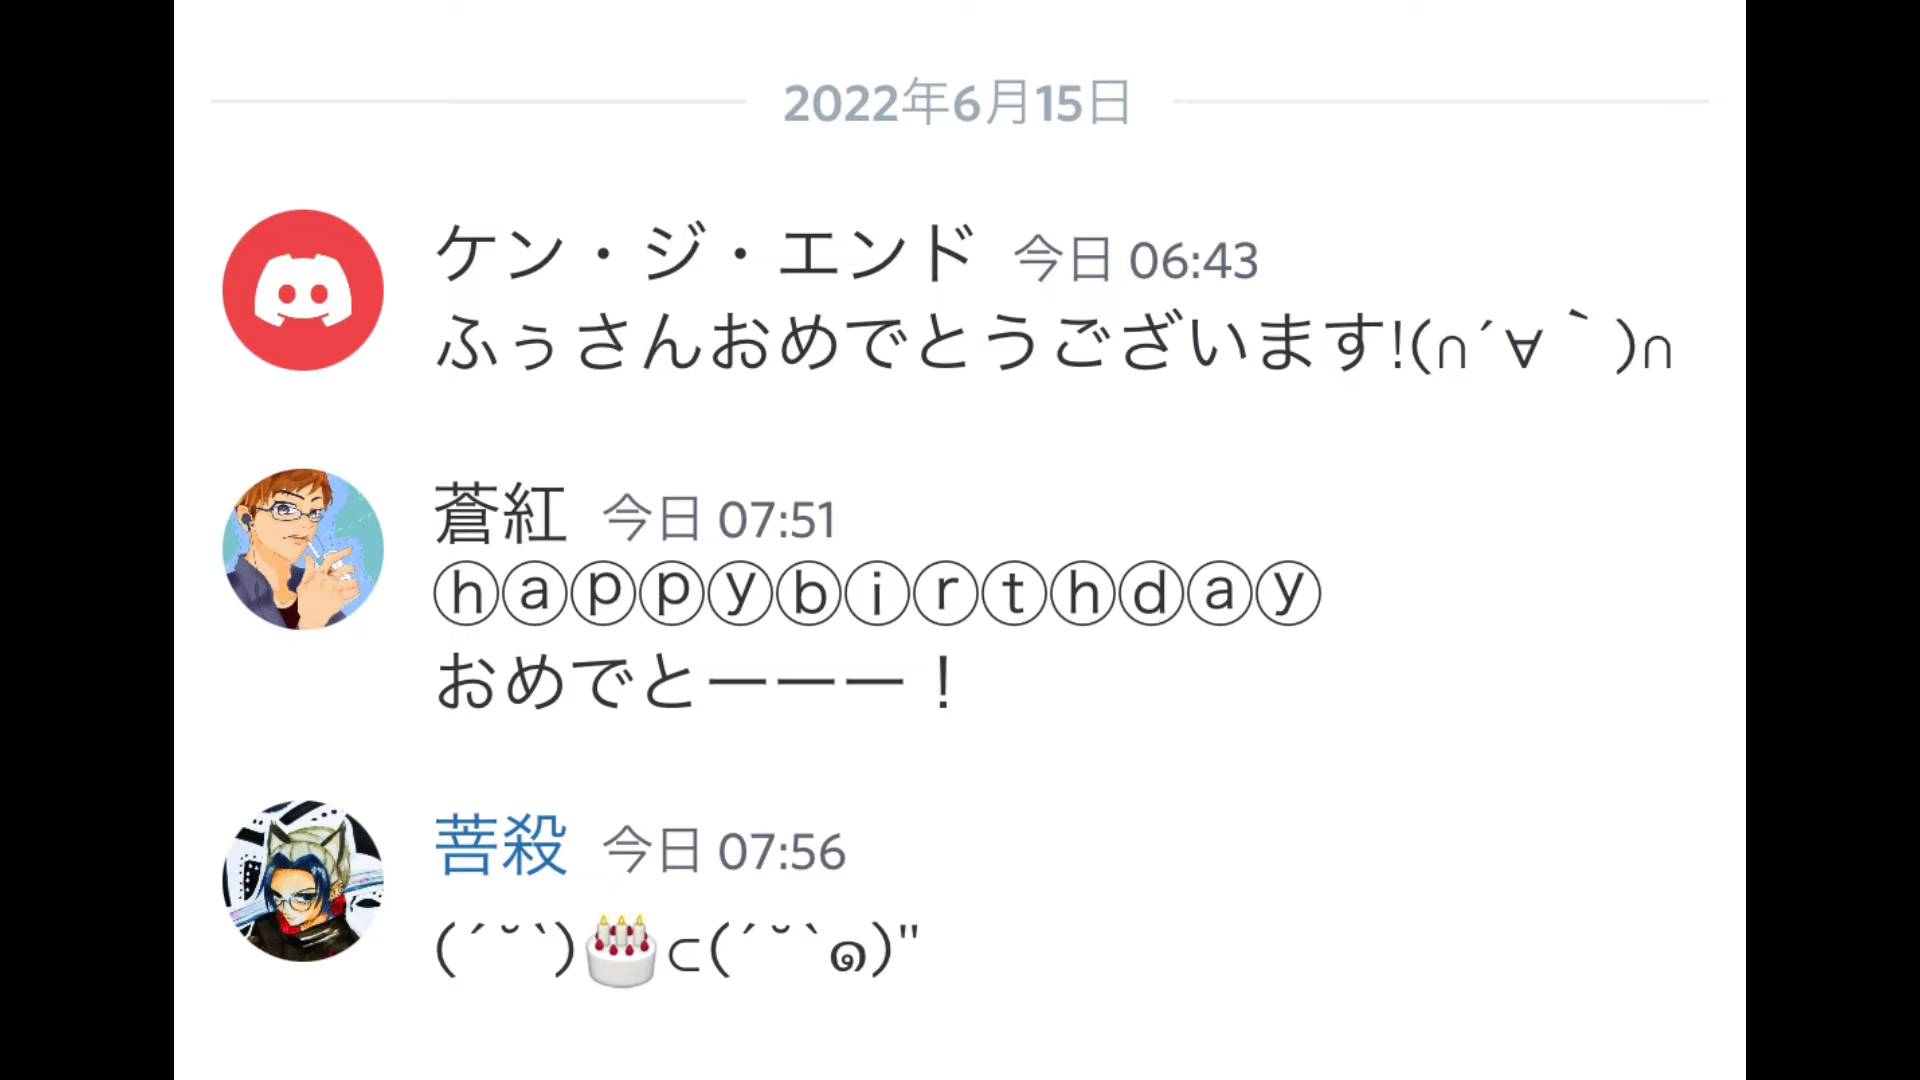 2022年6月15日
ケン・ジ・エンド 今日 06:43
ふぅさんおめでとうございます!(∩´∀｀)∩
蒼紅 今日 07:51
ⓗⓐⓟⓟⓨⓑⓘⓡⓣⓗⓓⓐⓨ
おめでとーーー！
菩殺 今日 07:56
(´˘`)🎂⊂(´˘`๑)"